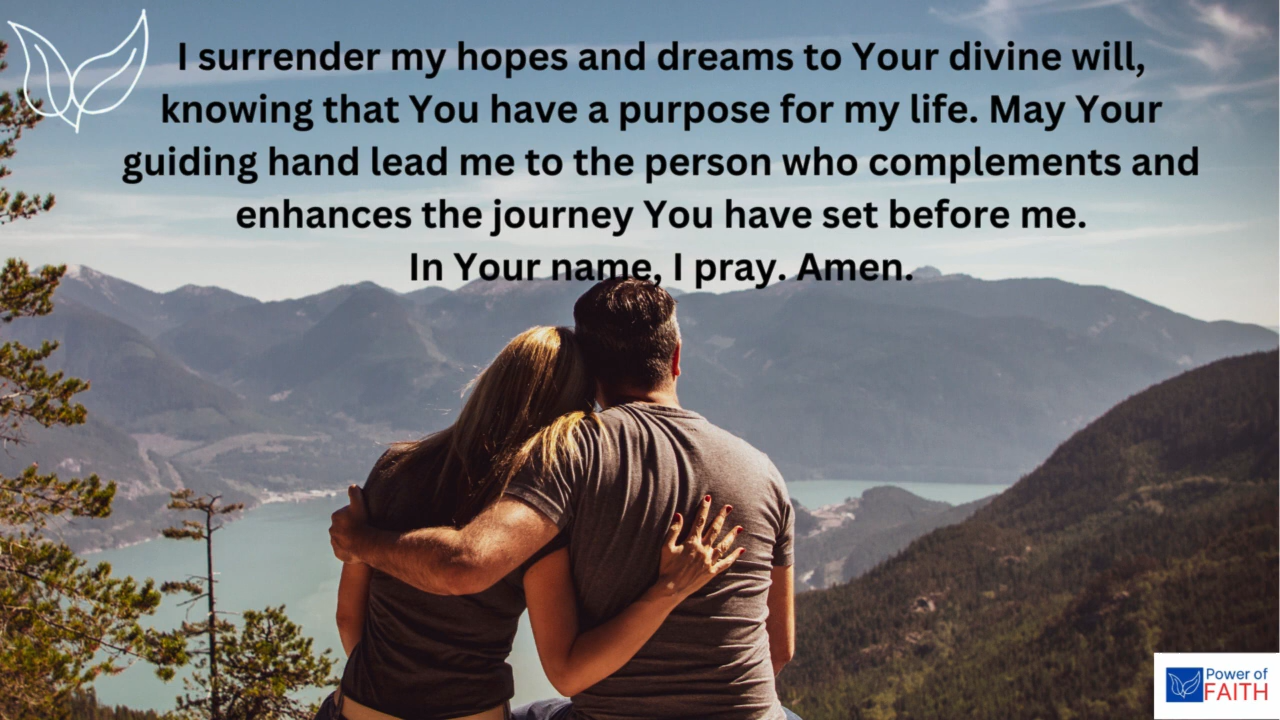 I surrender my hopes and dreams to Your divine will,
knowing that You have a purpose for my life. May Your
guiding hand lead me to the person who complements and
enhances the journey You have set before me.
In Your name, I pray. Amen.
Power of
FAITH